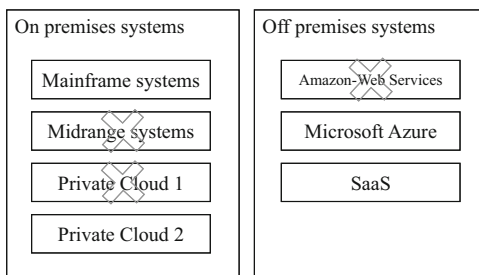 On premises systems
Mainframe systems
Midrange systems
Private Cloud 1
Private Cloud 2
Off premises systems
Amazon-Web Services
Microsoft Azure
SaaS